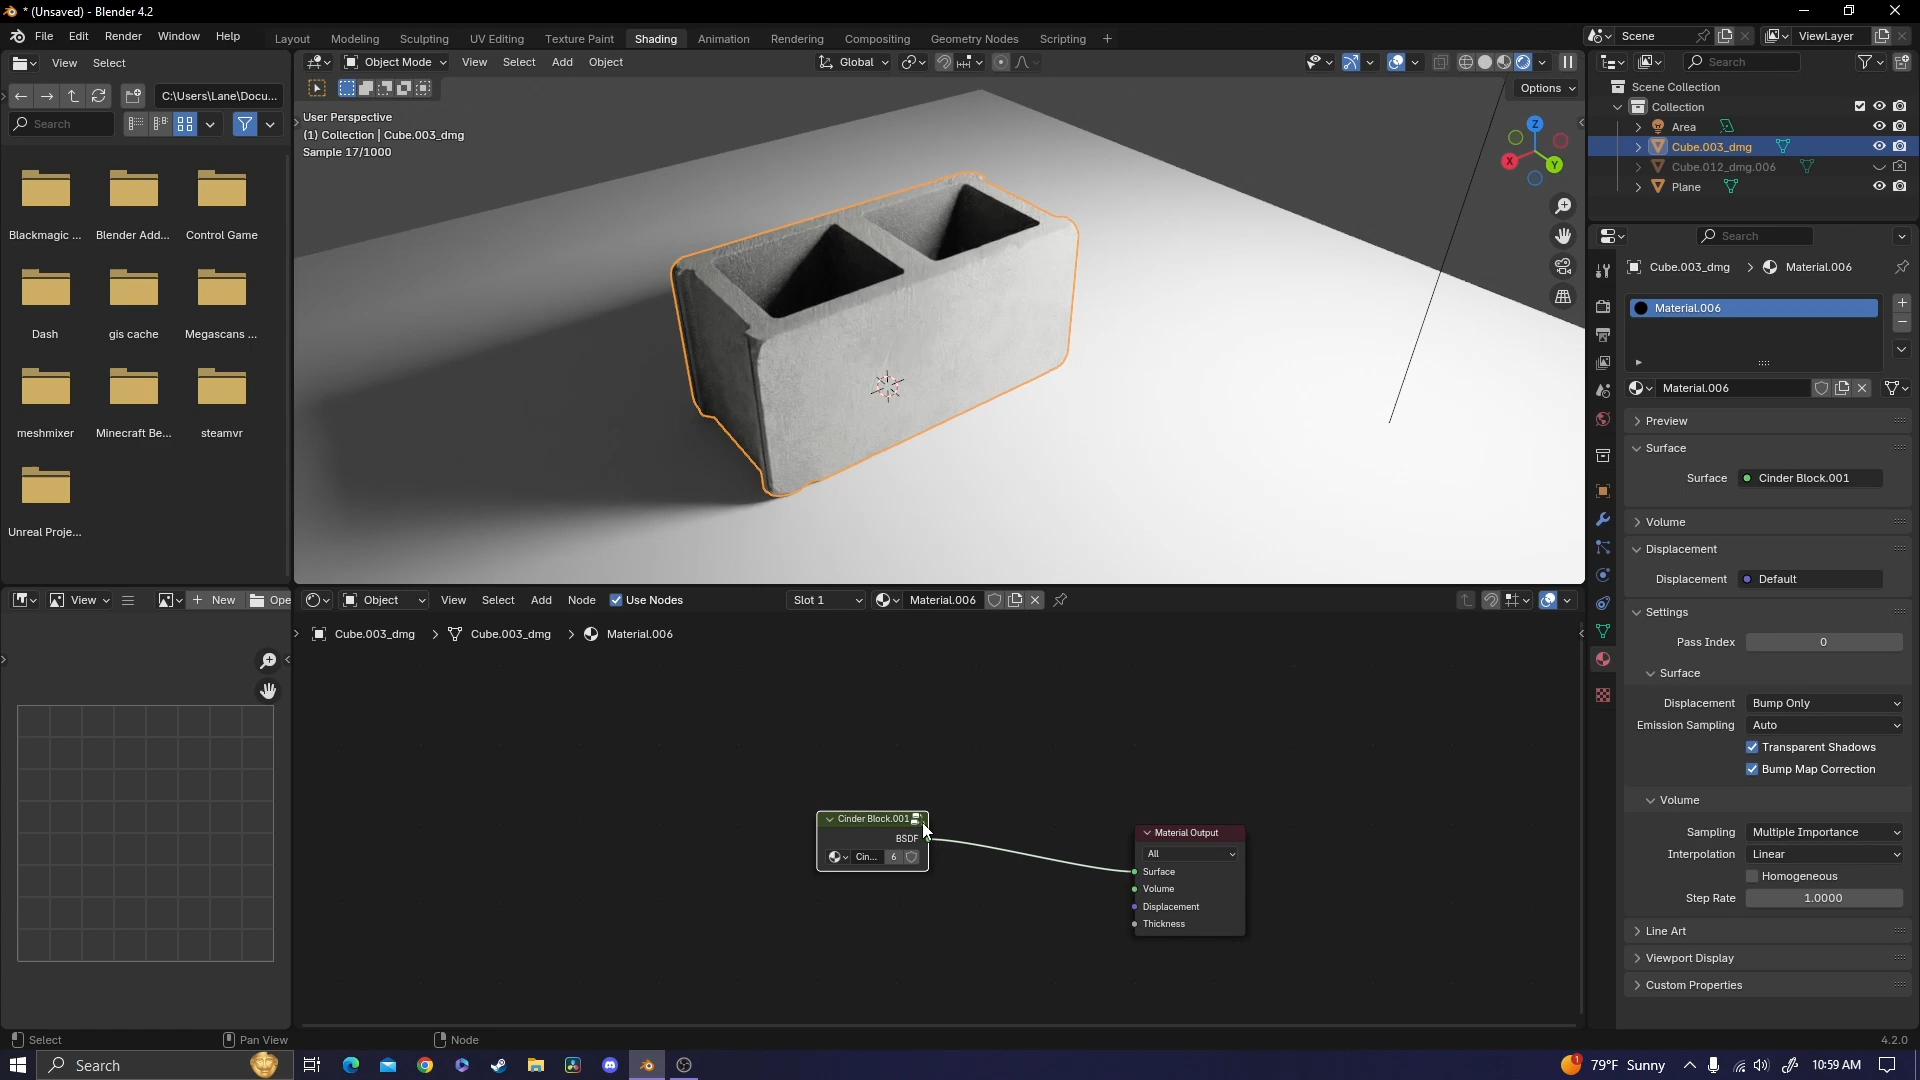 * (Unsaved) - Blender 4.2
File Edit Render Window Help
Layout Modeling Sculpting UV Editing Texture Paint Shading Animation Rendering Compositing Geometry Nodes Scripting +
Scene
ViewLayer
View Select
C:\Users\Lane\Docu...
Search
Blackmagic ... Blender Add... Control Game
Dash gis cache Megascans ...
meshmixer Minecraft Be... steamvr
Unreal Proje...
Object Mode View Select Add Object
Global
Options
User Perspective
(1) Collection | Cube.003_dmg
Sample 17/1000
Z
X
Y
Search
Scene Collection
Collection
Area
Cube.003_dmg
Cube.012_dmg.006
Plane
Search
Cube.003_dmg > Material.006
Material.006
Material.006
Preview
Surface
Surface Cinder Block.001
Volume
Displacement
Displacement Default
Settings
Pass Index 0
Surface
Displacement Bump Only
Emission Sampling Auto
Transparent Shadows
Bump Map Correction
Volume
Sampling Multiple Importance
Interpolation Linear
Homogeneous
Step Rate 1.0000
Line Art
Viewport Display
Custom Properties
View + New Ope
Object View Select Add Node Use Nodes Slot 1 Material.006
Cube.003_dmg > Cube.003_dmg > Material.006
Cinder Block.001
BSDF
Cin... 6
Material Output
All
Surface
Volume
Displacement
Thickness
Select Pan View Node
4.2.0
Search
1
79°F Sunny
10:59 AM